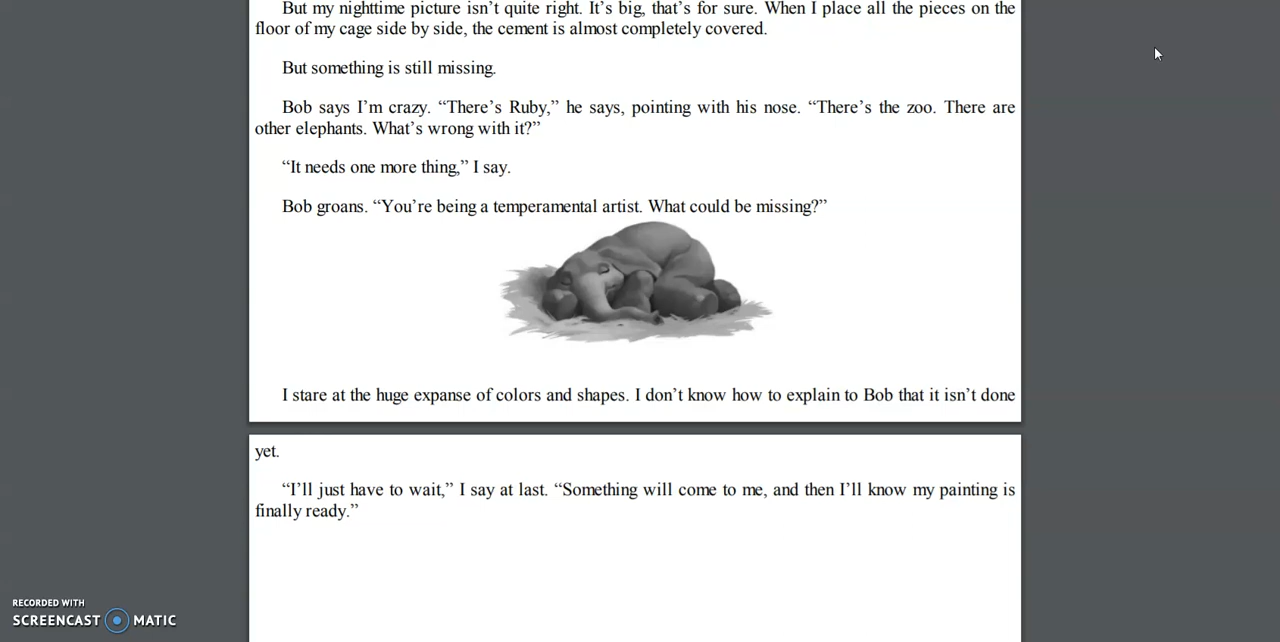 But my nighttime picture isn’t quite right. It’s big, that’s for sure. When I place all the pieces on the
floor of my cage side by side, the cement is almost completely covered.
But something is still missing.
Bob says I’m crazy. “There’s Ruby,” he says, pointing with his nose. “There’s the zoo. There are
other elephants. What’s wrong with it?”
“It needs one more thing,” I say.
Bob groans. “You’re being a temperamental artist. What could be missing?”
I stare at the huge expanse of colors and shapes. I don’t know how to explain to Bob that it isn’t done
yet.
“I’ll just have to wait,” I say at last. “Something will come to me, and then I’ll know my painting is
finally ready.”
RECORDED WITH
SCREENCAST MATIC